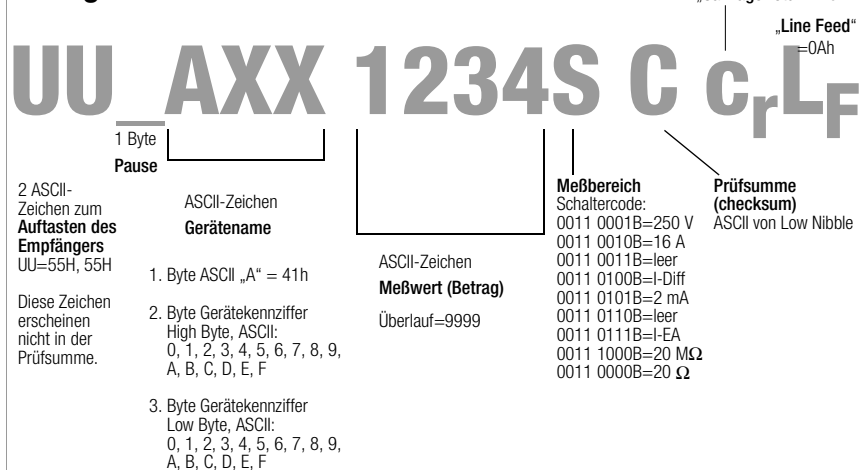 „Line Feed“
=0Ah
UU_AXX 1234S C CrLF
1 Byte
Pause
2 ASCII-
Zeichen zum
Auftasten des
Empfängers
UU=55H, 55H
Diese Zeichen
erscheinen
nicht in der
Prüfsumme.
ASCII-Zeichen
Gerätename
1. Byte ASCII „A“ = 41h
2. Byte Gerätekennziffer
High Byte, ASCII:
0, 1, 2, 3, 4, 5, 6, 7, 8, 9,
A, B, C, D, E, F
3. Byte Gerätekennziffer
Low Byte, ASCII:
0, 1, 2, 3, 4, 5, 6, 7, 8, 9,
A, B, C, D, E, F
ASCII-Zeichen
Meßwert (Betrag)
Überlauf=9999
Meßbereich
Schaltercode:
0011 0001B=250 V
0011 0010B=16 A
0011 0011B=leer
0011 0100B=I-Diff
0011 0101B=2 mA
0011 0110B=leer
0011 0111B=I-EA
0011 1000B=20 MΩ
0011 0000B=20 Ω
Prüfsumme
(checksum)
ASCII von Low Nibble